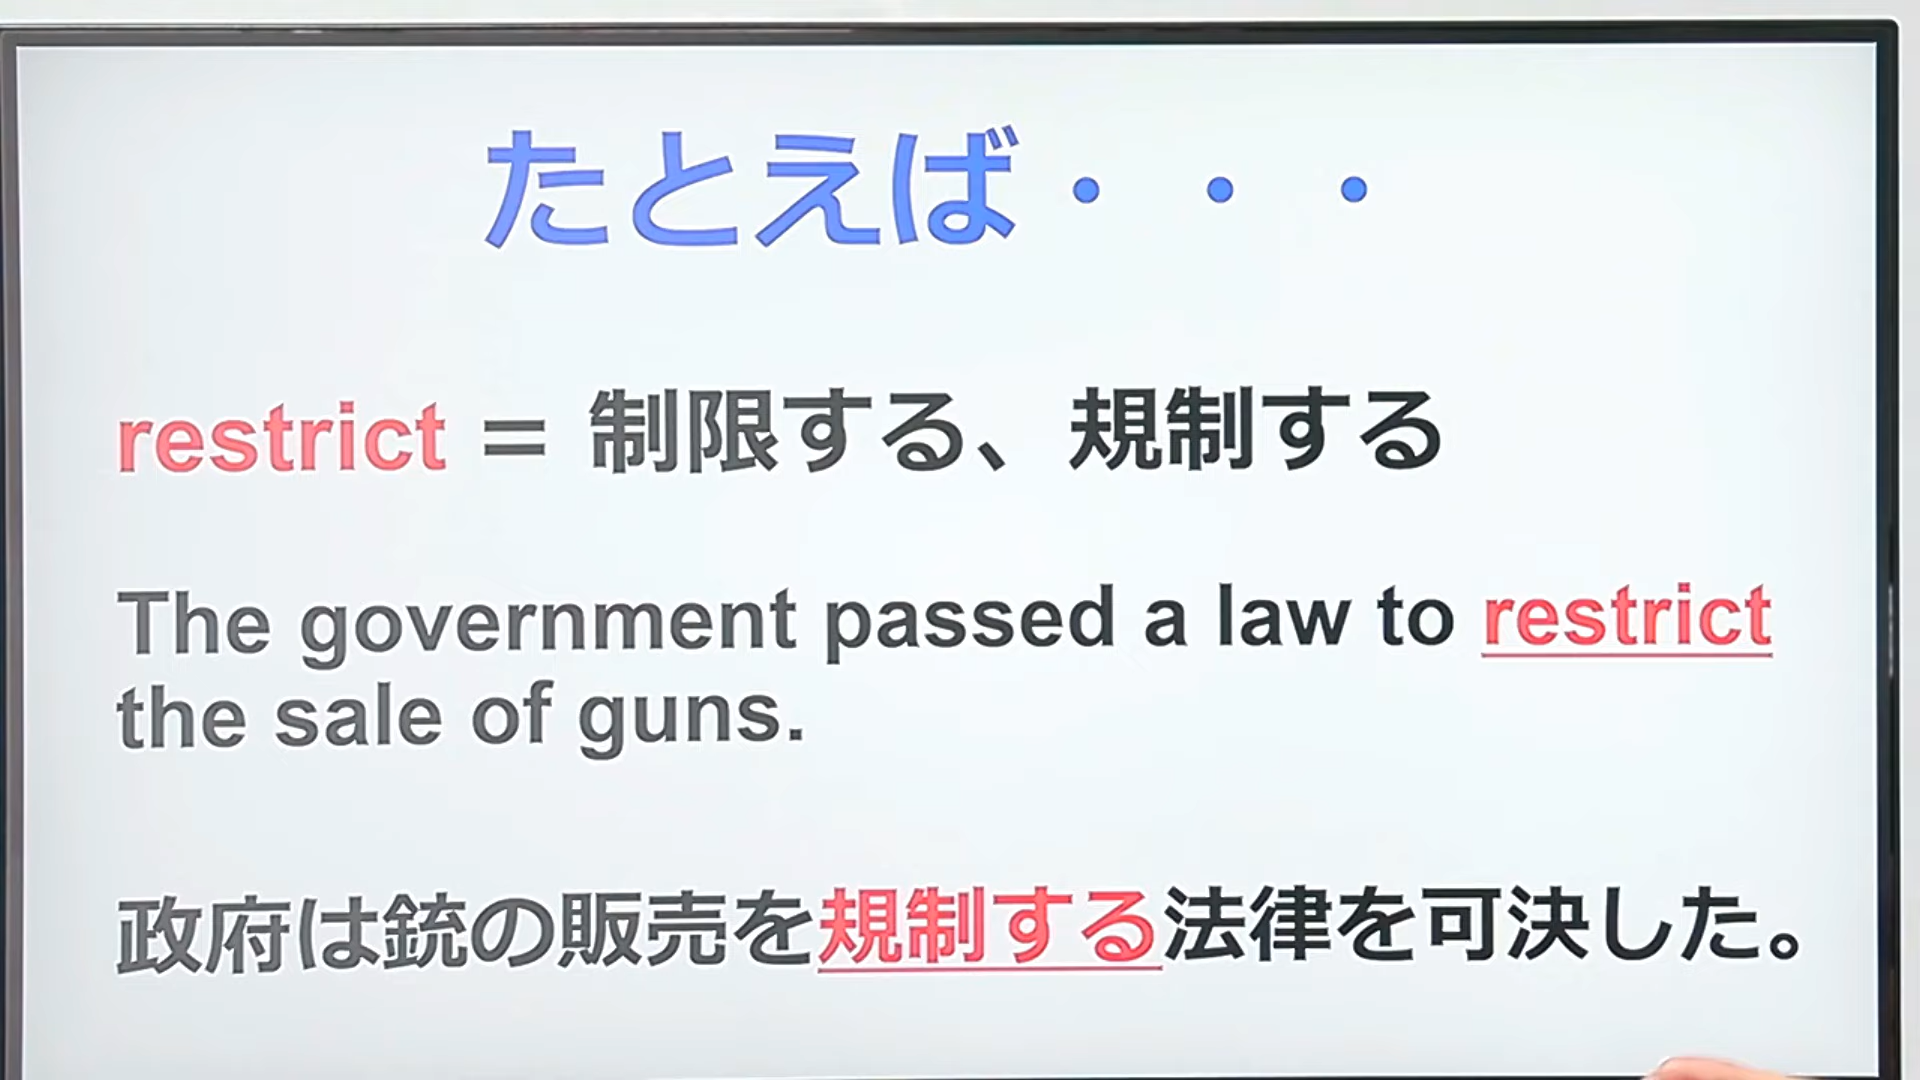 たとえば・・・
restrict = 制限する、規制する
The government passed a law to restrict
the sale of guns.
政府は銃の販売を規制する法律を可決した。